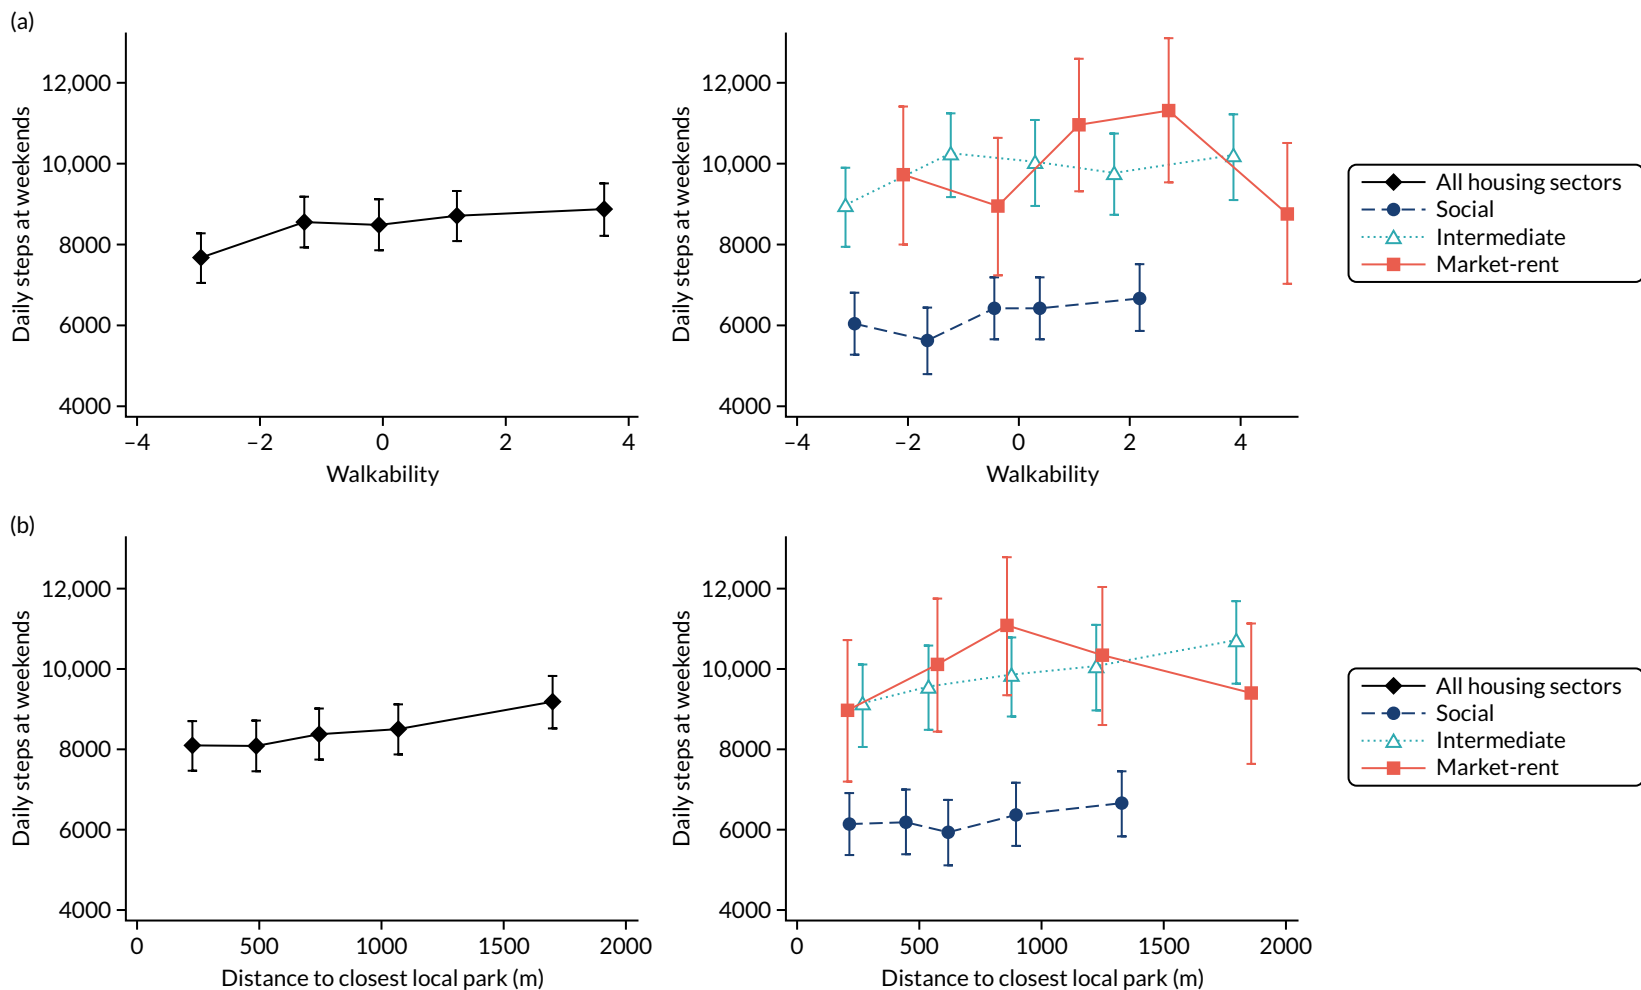 (a)
Daily steps at weekends
12,000
10,000
8000
6000
4000
−4 −2 0 2 4
Walkability
Daily steps at weekends
12,000
10,000
8000
6000
4000
−4 −2 0 2 4
Walkability
All housing sectors
Social
Intermediate
Market-rent
(b)
Daily steps at weekends
12,000
10,000
8000
6000
4000
0 500 1000 1500 2000
Distance to closest local park (m)
Daily steps at weekends
12,000
10,000
8000
6000
4000
0 500 1000 1500 2000
Distance to closest local park (m)
All housing sectors
Social
Intermediate
Market-rent